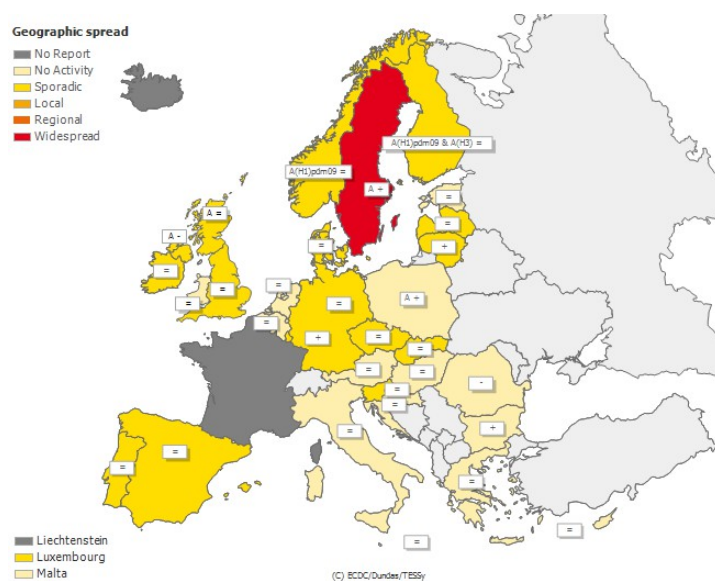 Geographic spread
No Report
No Activity
Sporadic
Local
Regional
Widespread
A(H1)pdm09 & A(H3) =
A(H1)pdm09 =
A +
=
A =
=
A -
=
+
=
=
=
=
=
=
A +
+
=
=
=
=
=
-
=
=
+
=
=
=
=
=
=
Liechtenstein
Luxembourg
Malta
(C) ECDC/Dundas/TESSy